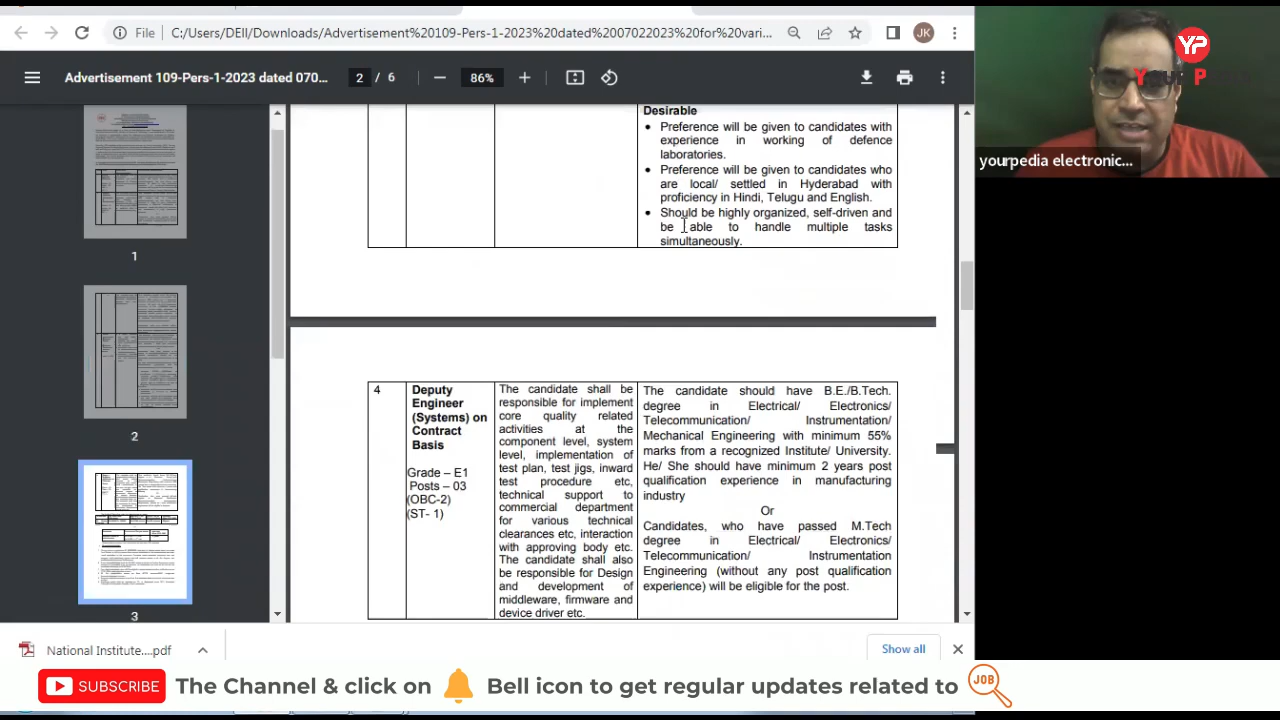 File
C:/Users/DEll/Downloads/Advertisement%20109-Pers-1-2023%20dated%2007022023%20for%20vari...
JK
Advertisement 109-Pers-1-2023 dated 070...
2 / 6
86%
1
2
3
Desirable
• Preference will be given to candidates with
experience in working of defence
laboratories.
• Preference will be given to candidates who
are local/ settled in Hyderabad with
proficiency in Hindi, Telugu and English.
• Should be highly organized, self-driven and
be able to handle multiple tasks
simultaneously.
4
Deputy
Engineer
(Systems) on
Contract
Basis
Grade – E1
Posts – 03
(OBC-2)
(ST- 1)
The candidate shall be
responsible for implement
core quality related
activities at the
component level, system
level, implementation of
test plan, test jigs, inward
test procedure etc,
technical support to
commercial department
for various technical
clearances etc, interaction
with approving body etc.
The candidate shall also
be responsible for Design
and development of
middleware, firmware and
device driver etc.
The candidate should have B.E./B.Tech.
degree in Electrical/ Electronics/
Telecommunication/ Instrumentation/
Mechanical Engineering with minimum 55%
marks from a recognized Institute/ University.
He/ She should have minimum 2 years post
qualification experience in manufacturing
industry
Or
Candidates, who have passed M.Tech
degree in Electrical/ Electronics/
Telecommunication/ Instrumentation
Engineering (without any post qualification
experience) will be eligible for the post.
YP
yourpedia electronic...
National Institute....pdf
Show all
SUBSCRIBE
The Channel & click on
Bell icon to get regular updates related to
JOB